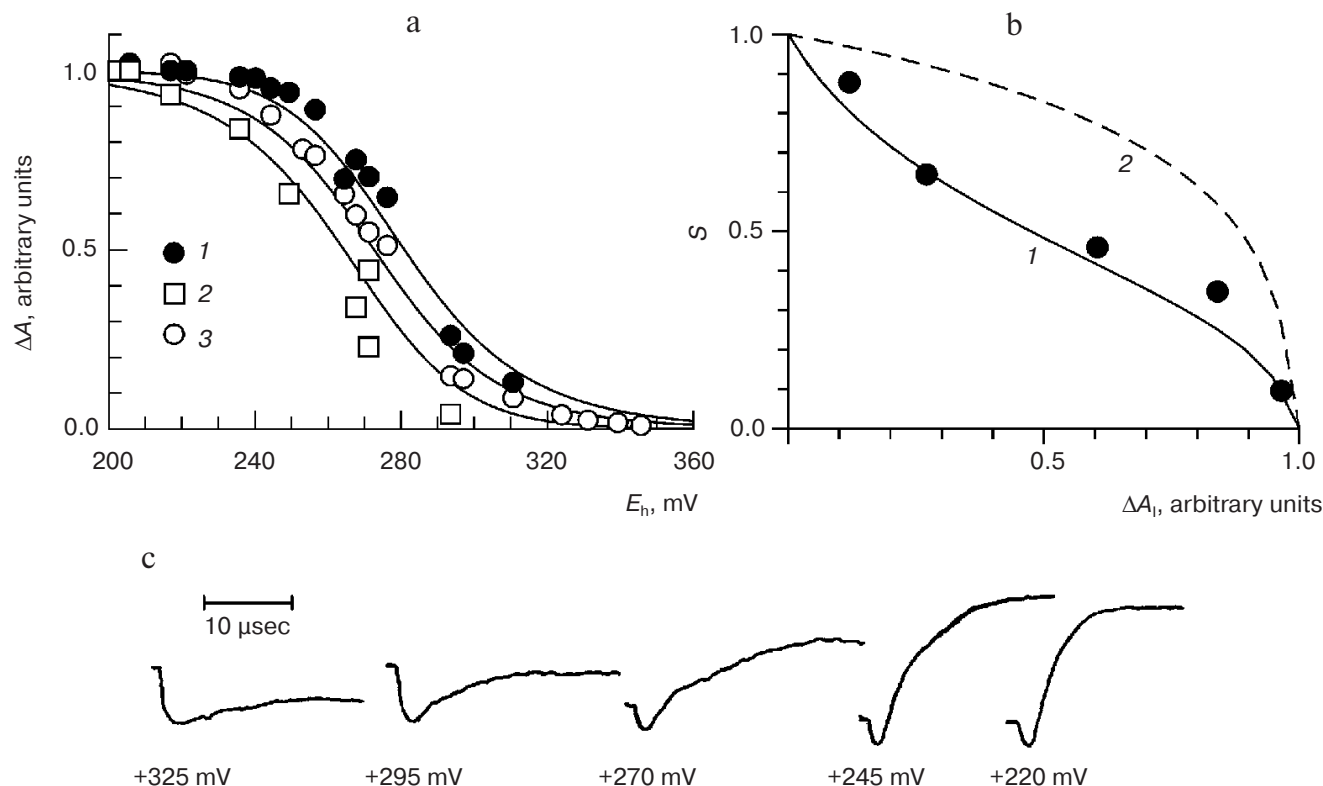 a
1.0
0.5
0.0
ΔA, arbitrary units
1
2
3
200 240 280 320 360
E_h, mV
b
1.0
0.5
0.0
S
1
2
0.5 1.0
ΔA_I, arbitrary units
c
10 μsec
+325 mV +295 mV +270 mV +245 mV +220 mV